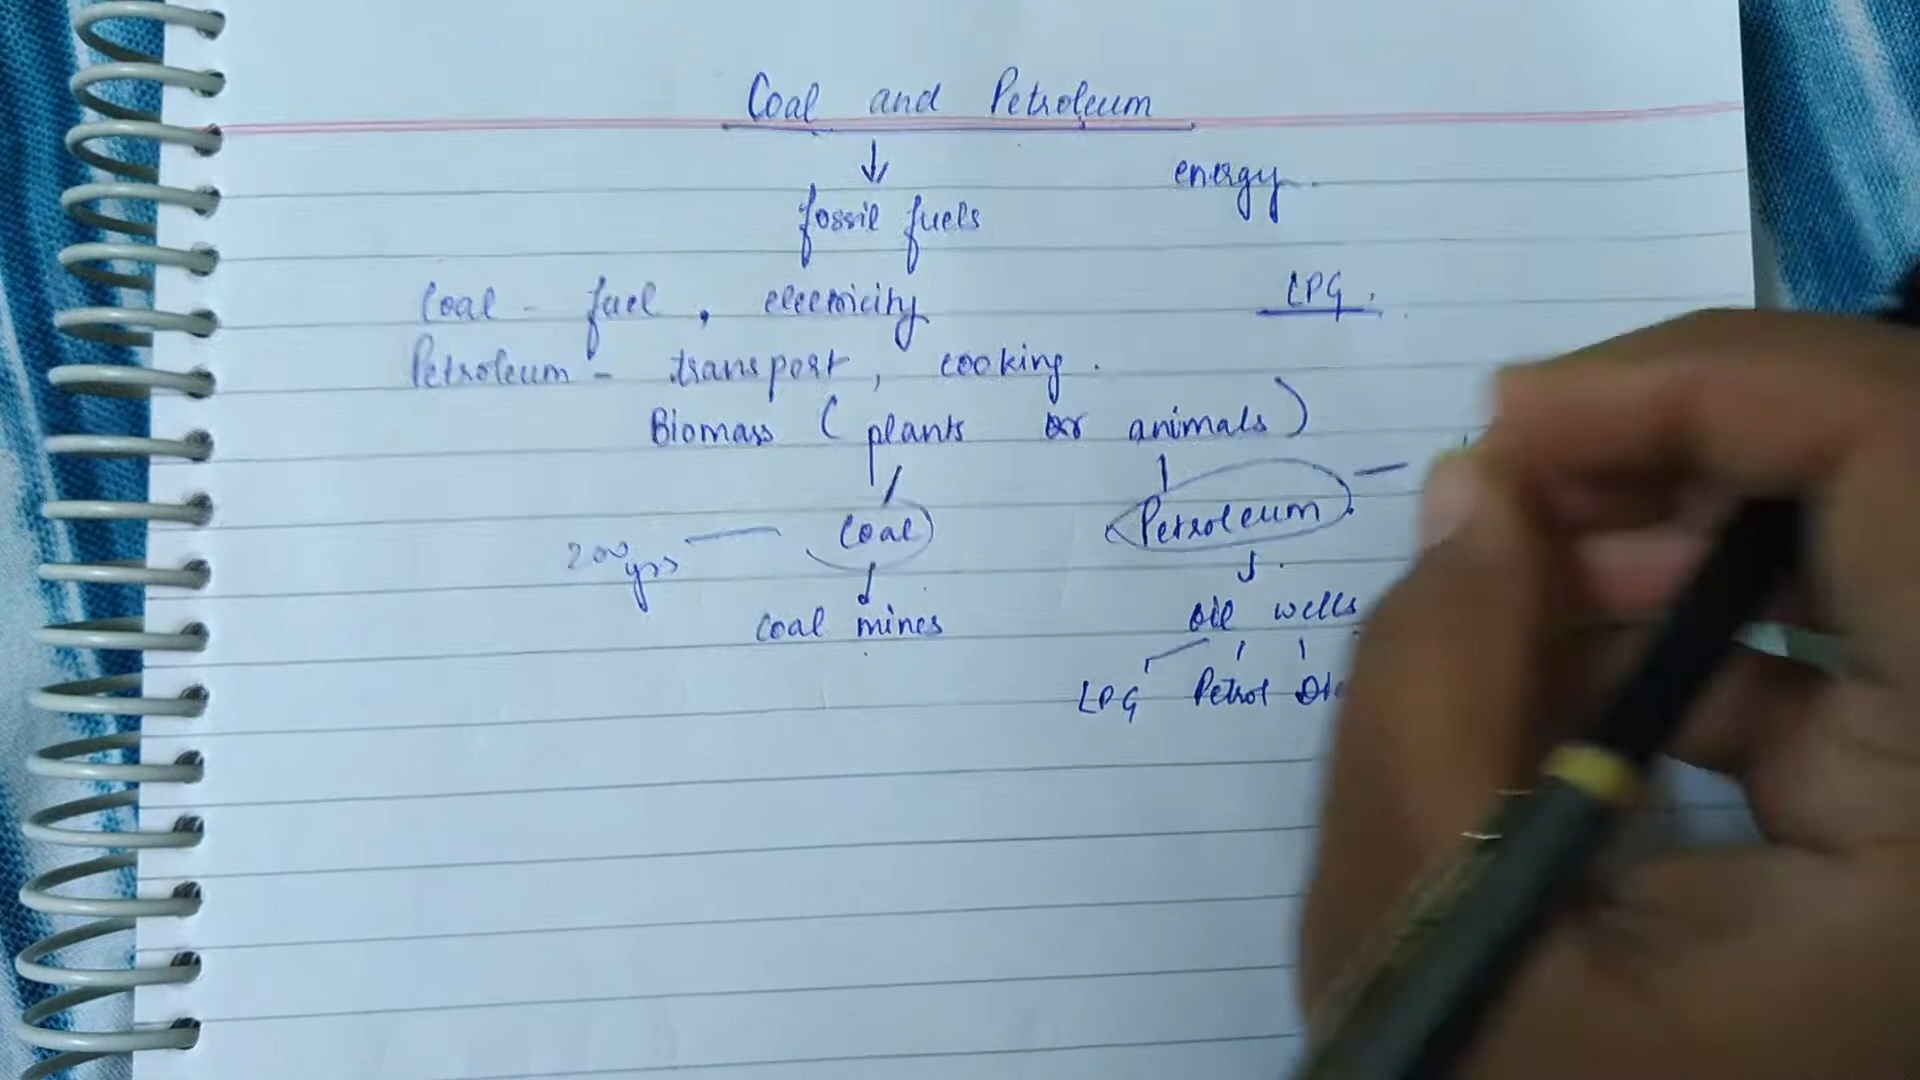 Coal and Petroleum
energy.
fossil fuels
Coal - fuel, electricity
LPG.
Petroleum - transport, cooking.
Biomass (plants or animals)
Coal
Petroleum
200 yrs
oil wells
Coal mines
LPG Petrol